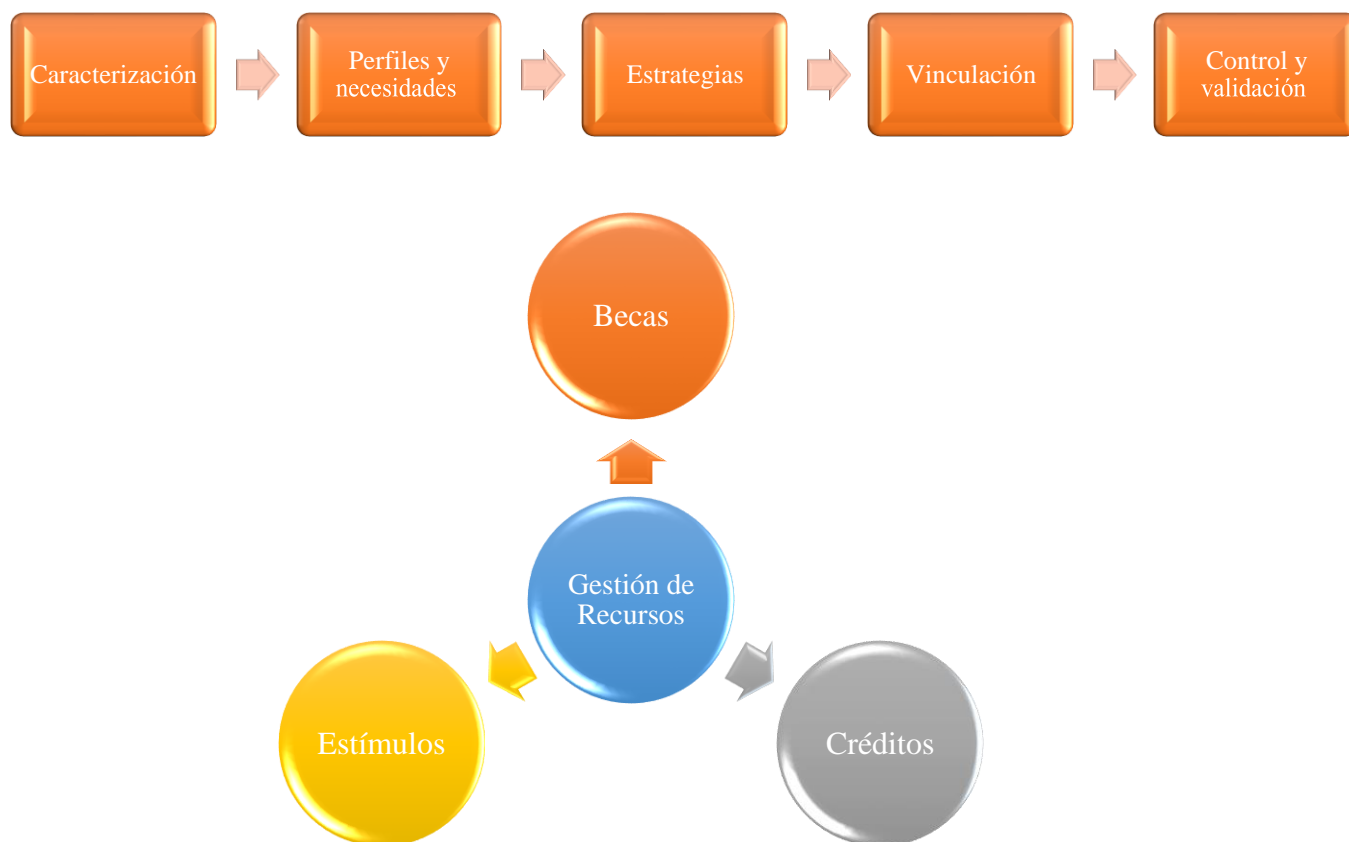 Caracterización
Perfiles y
necesidades
Estrategias
Vinculación
Control y
validación
Becas
Gestión de
Recursos
Estímulos
Créditos